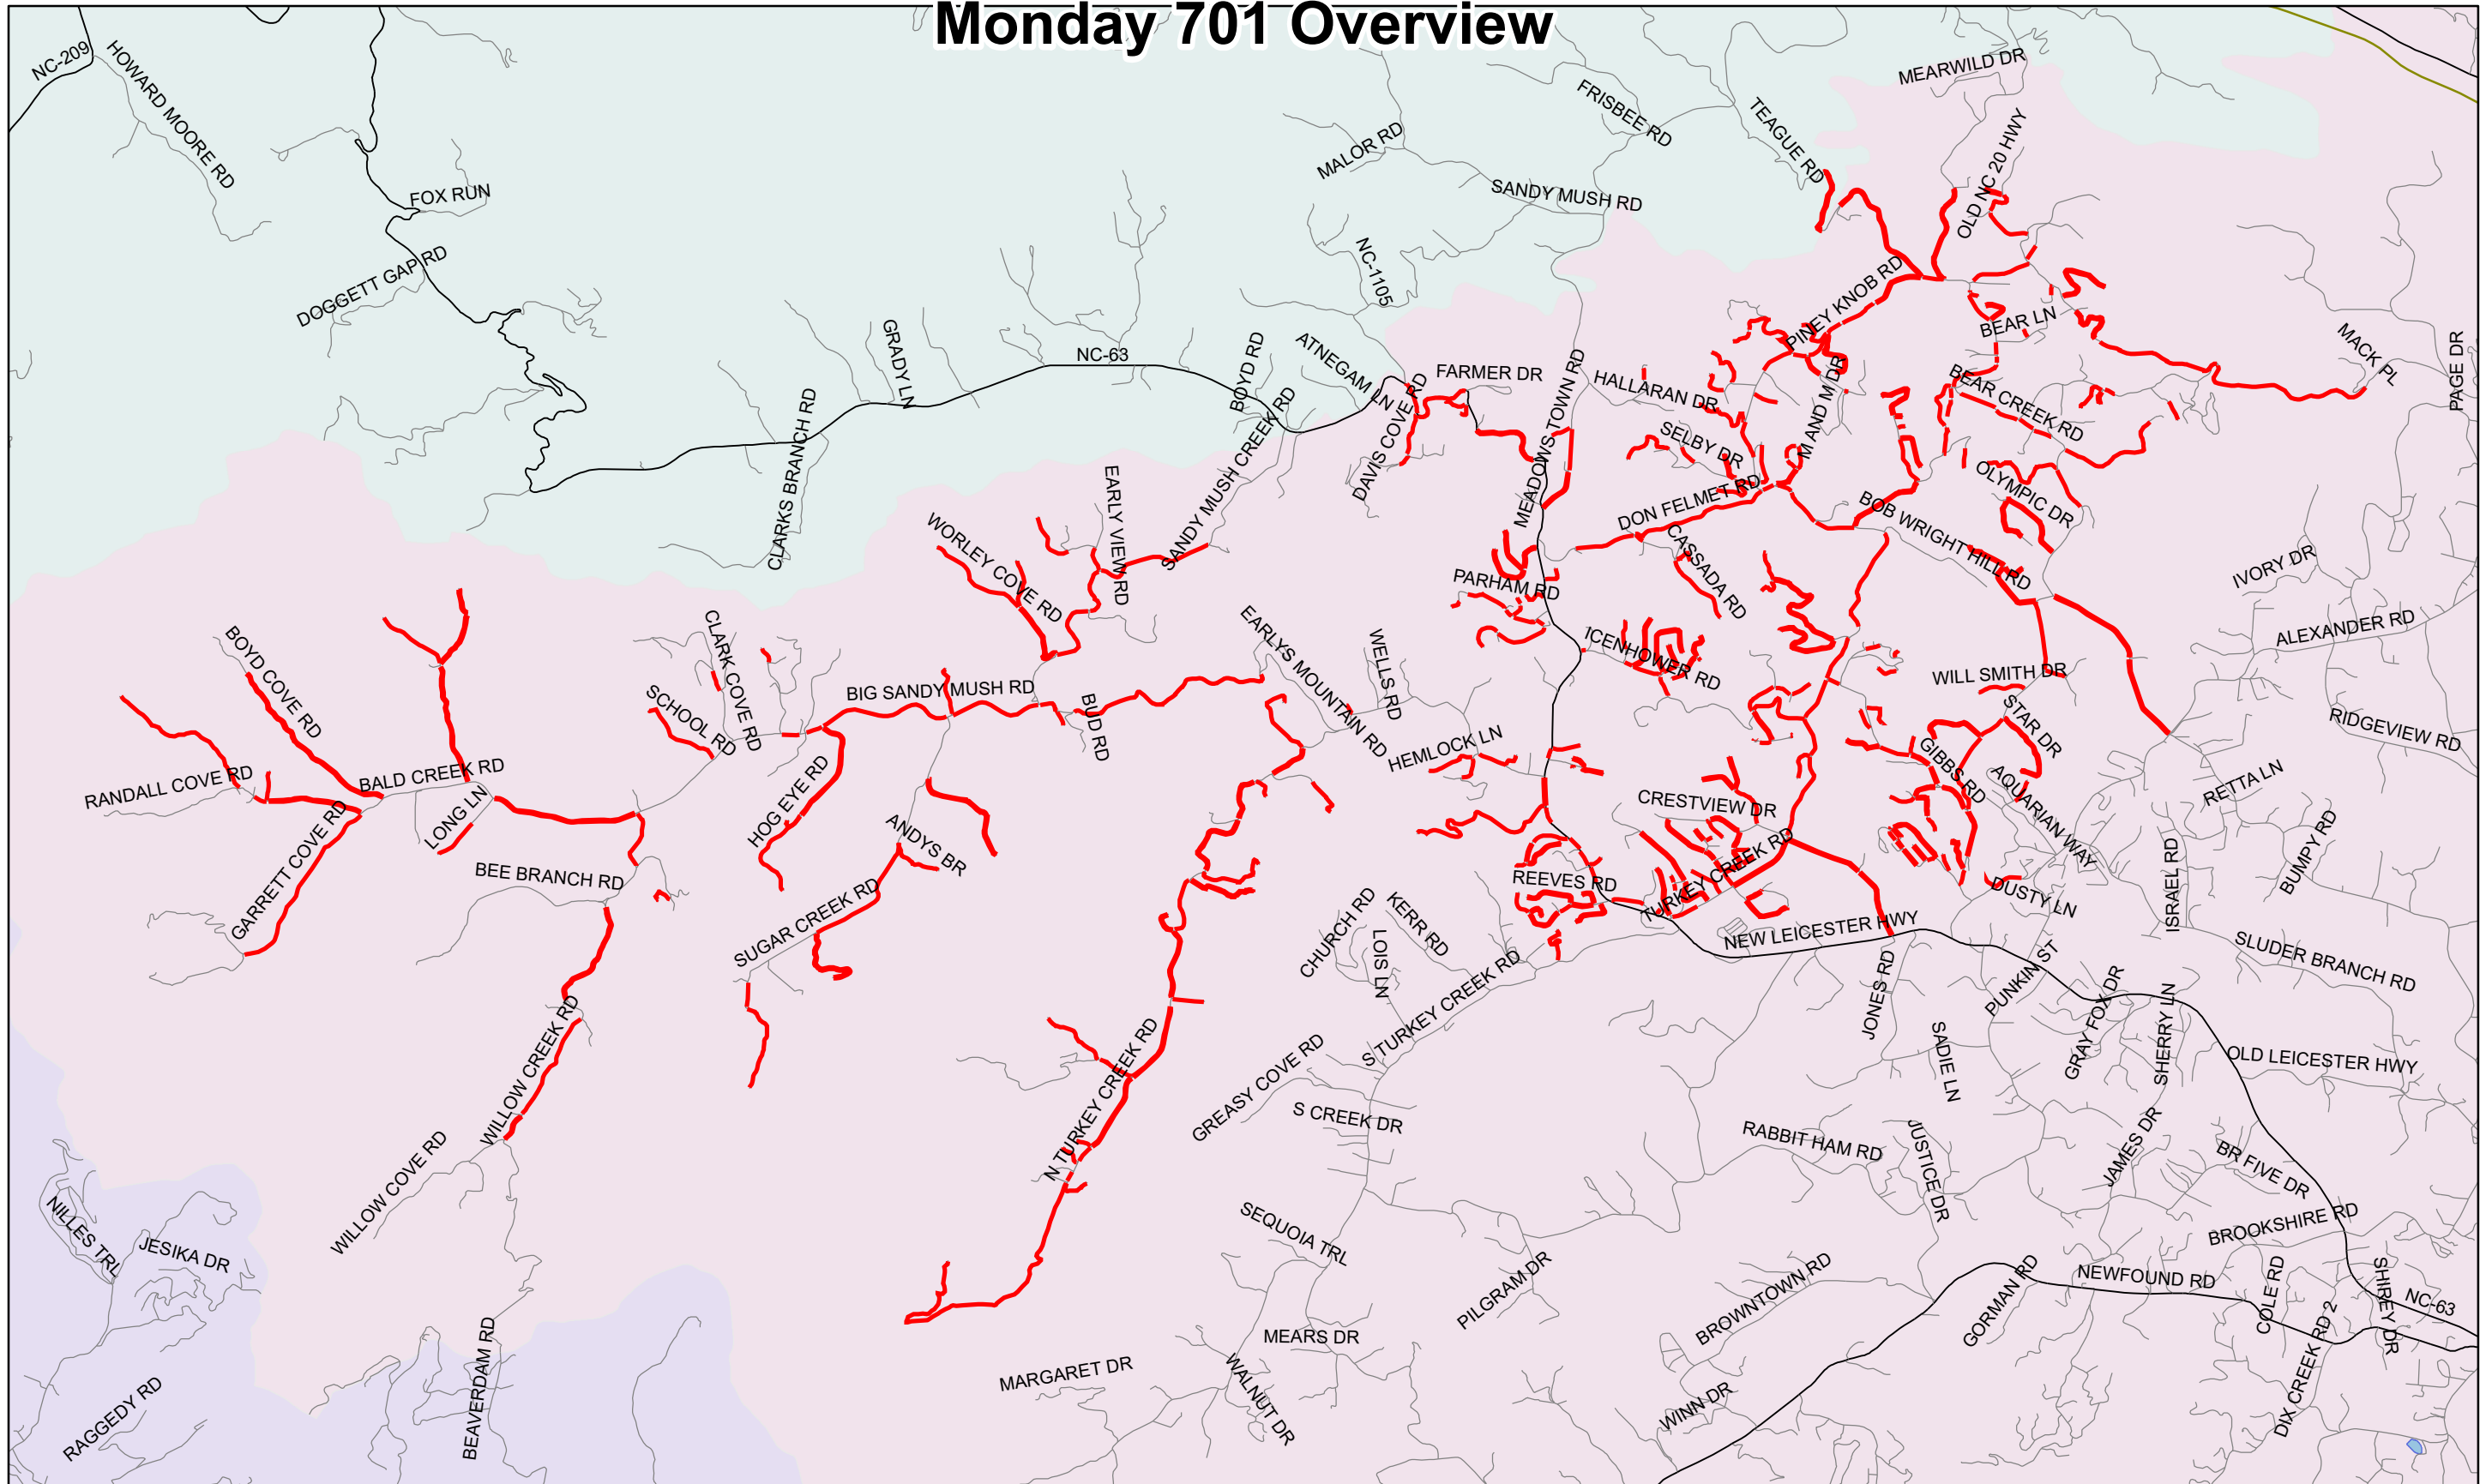 Monday 701 Overview
NC-209
HOWARD MOORE RD
MEARWILD DR
FRISBEE RD
TEAGUE RD
OLD NC 20 HWY
MALOR RD
FOX RUN
SANDY MUSH RD
DOGGETT GAP RD
NC-1105
PINEY KNOB RD
GRADY LN
NC-63
BOYD RD
ATNEGAM LN
FARMER DR
BEAR LN
MACK PL
PAGE DR
HALLARAN DR
M AND M DR
BEAR CREEK RD
CLARKS BRANCH RD
SANDY MUSH CREEK RD
DAVIS COVE RD
MEADOWS TOWN RD
SELBY DR
EARLY VIEW RD
DON FELMET RD
OLYMPIC DR
BOB WRIGHT HILL RD
WORLEY COVE RD
CASSADA RD
PARHAM RD
IVORY DR
ALEXANDER RD
BOYD COVE RD
CLARK COVE RD
EARLYS MOUNTAIN RD
WELLS RD
ICENHOWER RD
WILL SMITH DR
SCHOOL RD
BIG SANDY MUSH RD
BUD RD
STAR DR
RIDGEVIEW RD
HEMLOCK LN
RANDALL COVE RD
BALD CREEK RD
GIBBS RD
AQUARIAN WAY
RETTA LN
LONG LN
HOG EYE RD
CRESTVIEW DR
BUMPY RD
GARRETT COVE RD
ANDYS BR
BEE BRANCH RD
REEVES RD
TURKEY CREEK RD
DUSTY LN
ISRAEL RD
SUGAR CREEK RD
CHURCH RD
KERR RD
LOIS LN
NEW LEICESTER HWY
SLUDER BRANCH RD
JONES RD
PUNKIN ST
GRAY FOX DR
SHERRY LN
WILLOW CREEK RD
S TURKEY CREEK RD
N TURKEY CREEK RD
GREASY COVE RD
SADIE LN
OLD LEICESTER HWY
S CREEK DR
RABBIT HAM RD
JUSTICE DR
JAMES DR
BR FIVE DR
WILLOW COVE RD
NILLES TRL
JESIKA DR
SEQUOIA TRL
BROOKSHIRE RD
PILGRAM DR
BROWNTOWN RD
GORMAN RD
NEWFOUND RD
COLE RD
SHIREY DR
NC-63
MEARS DR
BEAVERDAM RD
MARGARET DR
WALNUT DR
WINN DR
DIX CREEK RD 2
RAGGEDY RD